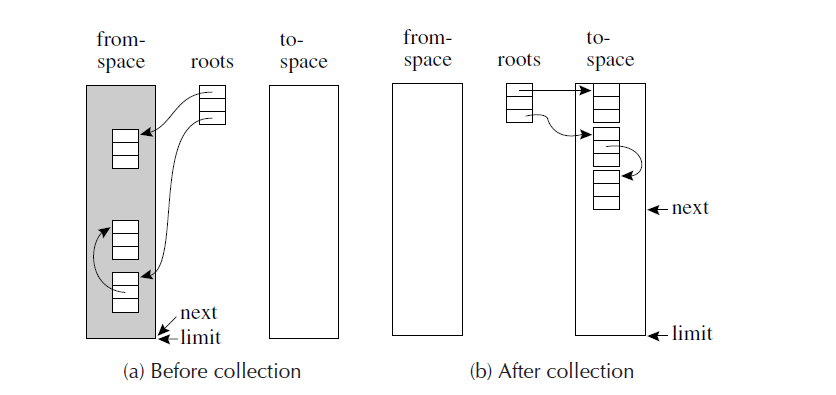 from-
space
roots
to-
space
next
limit
(a) Before collection
from-
space
roots
to-
space
next
limit
(b) After collection